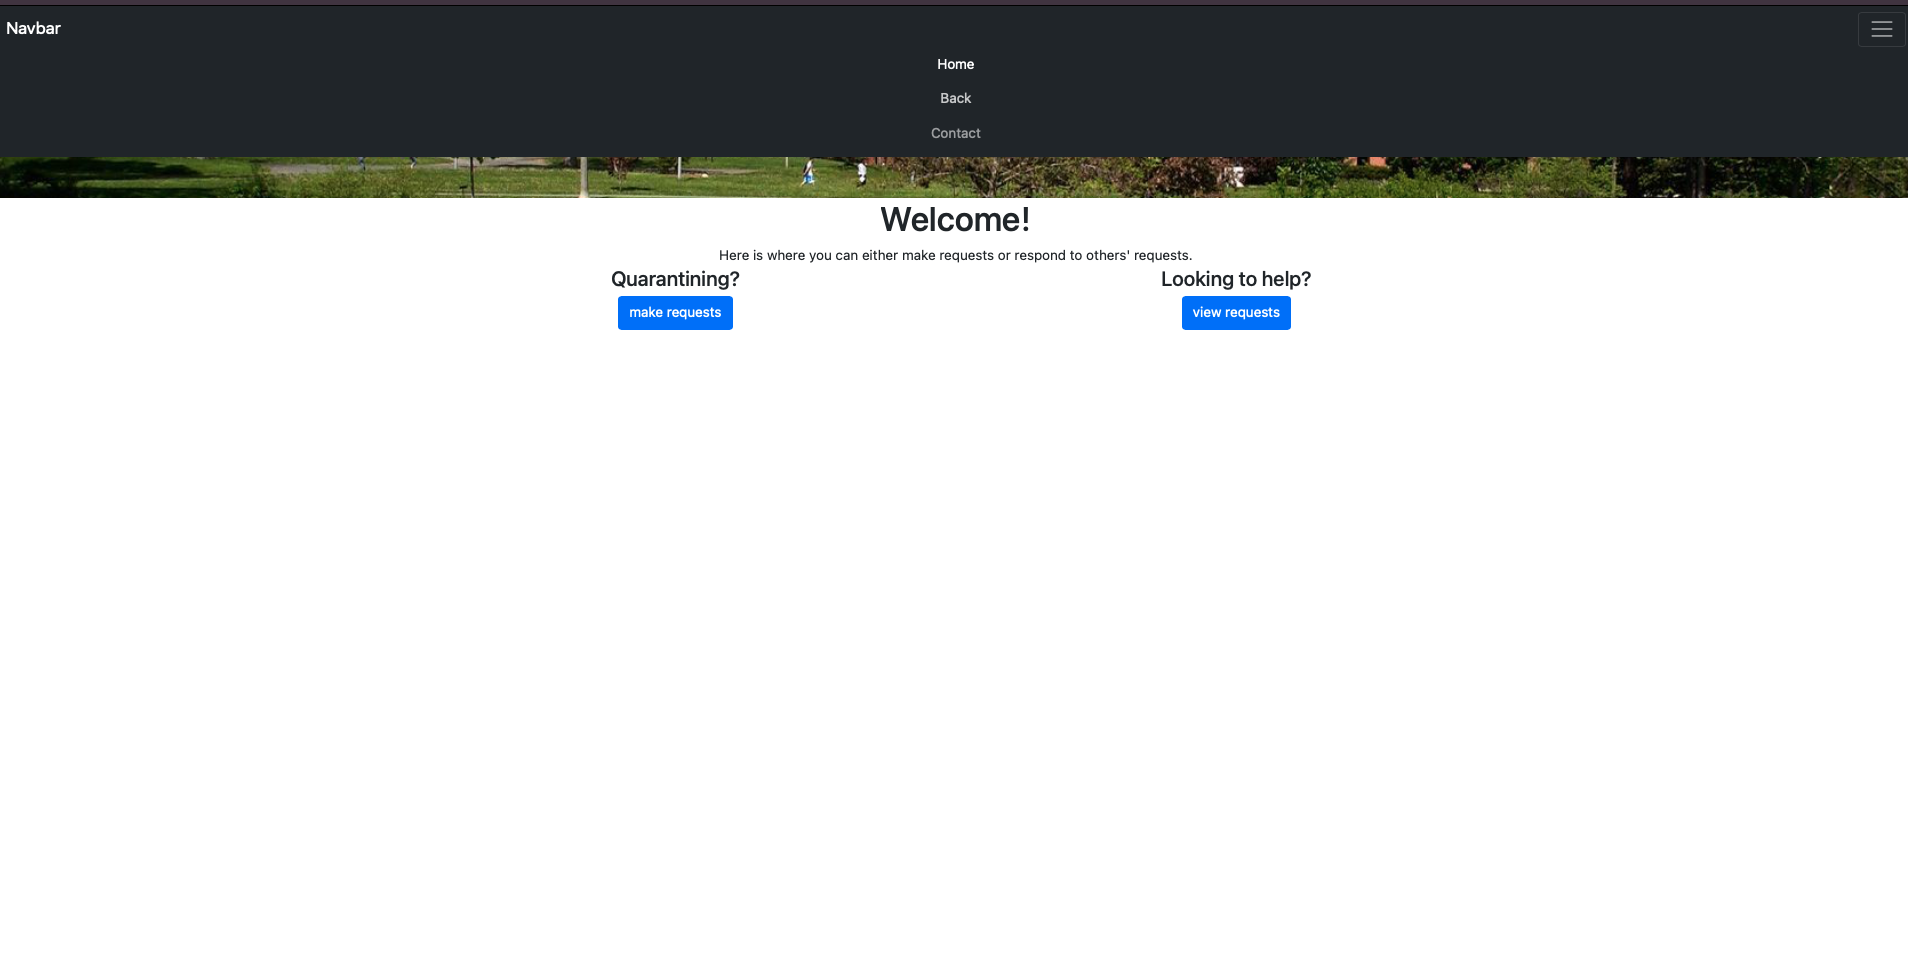 Navbar
Home
Back
Contact
Welcome!
Here is where you can either make requests or respond to others' requests.
Quarantining?
Looking to help?
make requests
view requests